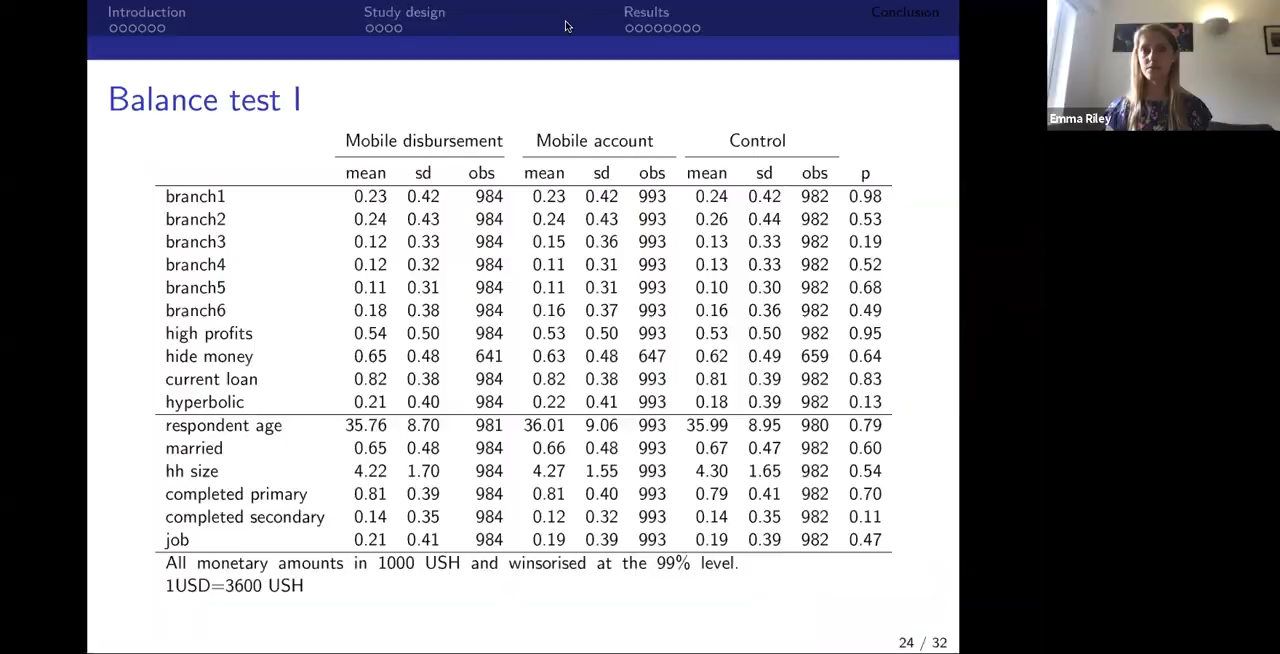 Introduction Study design Results Conclusion
Balance test I
Mobile disbursement Mobile account Control
mean sd obs mean sd obs mean sd obs p
branch1 0.23 0.42 984 0.23 0.42 993 0.24 0.42 982 0.98
branch2 0.24 0.43 984 0.24 0.43 993 0.26 0.44 982 0.53
branch3 0.12 0.33 984 0.15 0.36 993 0.13 0.33 982 0.19
branch4 0.12 0.32 984 0.11 0.31 993 0.13 0.33 982 0.52
branch5 0.11 0.31 984 0.11 0.31 993 0.10 0.30 982 0.68
branch6 0.18 0.38 984 0.16 0.37 993 0.16 0.36 982 0.49
high profits 0.54 0.50 984 0.53 0.50 993 0.53 0.50 982 0.95
hide money 0.65 0.48 641 0.63 0.48 647 0.62 0.49 659 0.64
current loan 0.82 0.38 984 0.82 0.38 993 0.81 0.39 982 0.83
hyperbolic 0.21 0.40 984 0.22 0.41 993 0.18 0.39 982 0.13
respondent age 35.76 8.70 981 36.01 9.06 993 35.99 8.95 980 0.79
married 0.65 0.48 984 0.66 0.48 993 0.67 0.47 982 0.60
hh size 4.22 1.70 984 4.27 1.55 993 4.30 1.65 982 0.54
completed primary 0.81 0.39 984 0.81 0.40 993 0.79 0.41 982 0.70
completed secondary 0.14 0.35 984 0.12 0.32 993 0.14 0.35 982 0.11
job 0.21 0.41 984 0.19 0.39 993 0.19 0.39 982 0.47
All monetary amounts in 1000 USH and winsorised at the 99% level.
1USD=3600 USH
24 / 32
Emma Riley